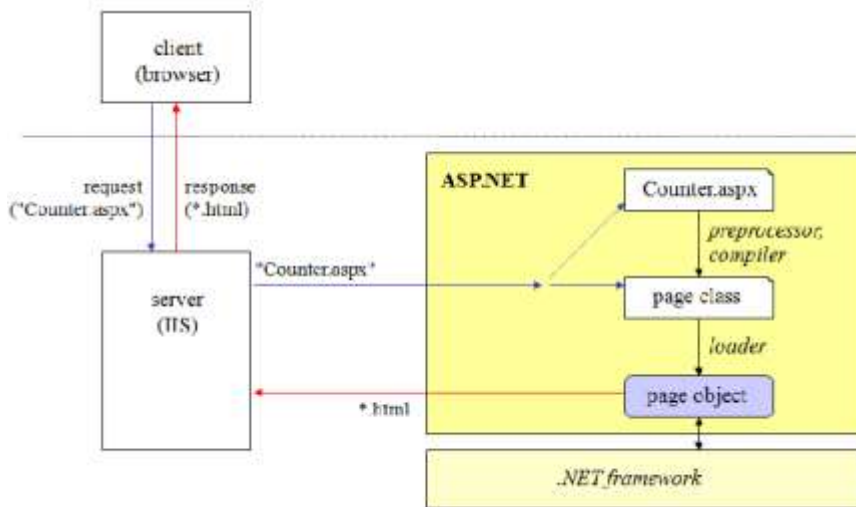 client
(browser)
request
("Counter.aspx")
response
(*.html)
ASP.NET
Counter.aspx
preprocessor,
compiler
"Counter.aspx"
page class
server
(IIS)
loader
page object
*.html
.NET framework